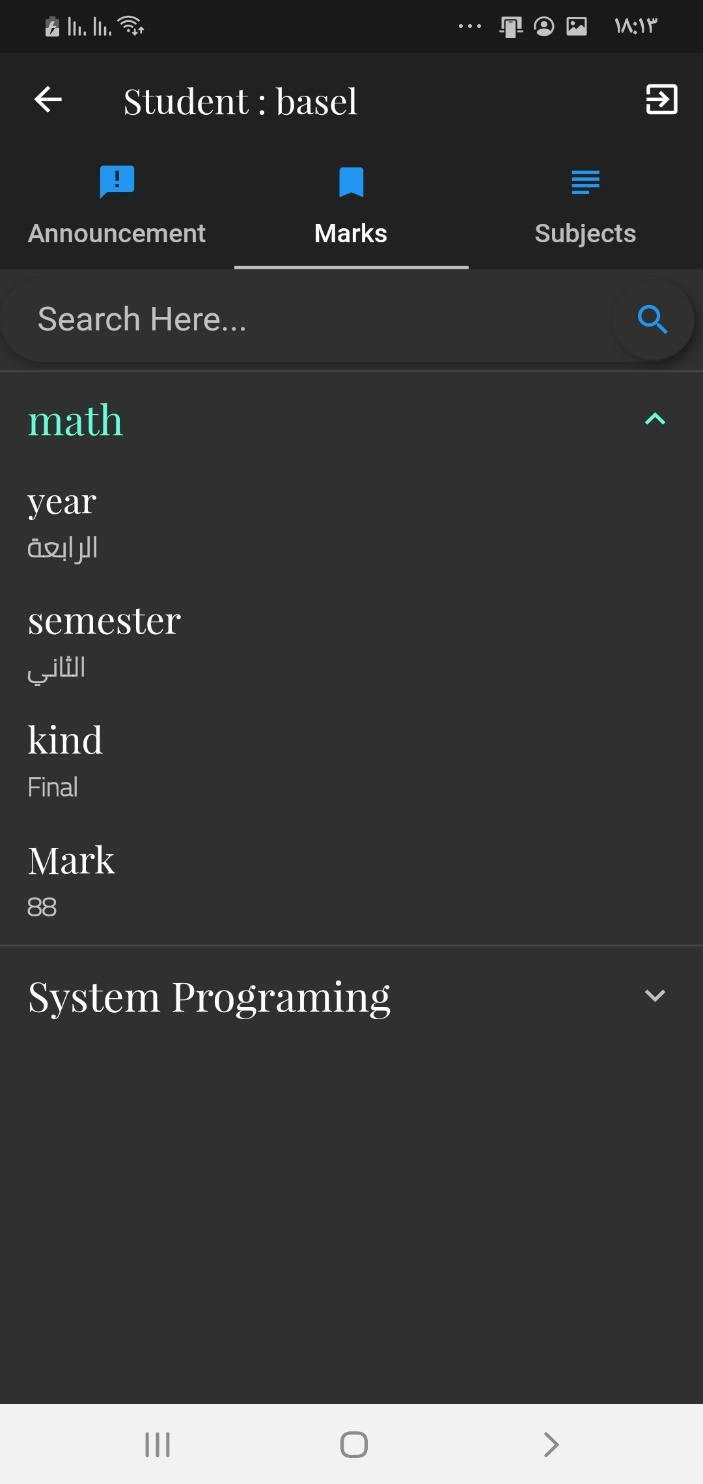 ١٨:١٣
Student : basel
Announcement
Marks
Subjects
Search Here...
math
year
الرابعة
semester
الثاني
kind
Final
Mark
88
System Programing